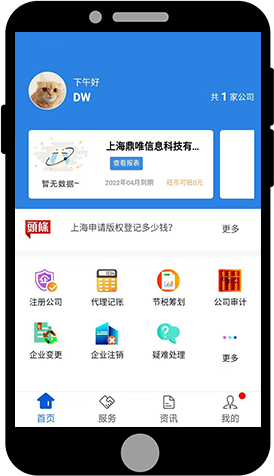 下午好
DW
共 1 家公司
上海鼎唯信息科技有...
查看报表
暂无数据~
2022年04月到期
旺币可抵0元
頭條
上海申请版权登记多少钱?
更多
注册公司
代理记账
节税筹划
公司审计
企业变更
企业注销
疑难处理
更多
首页
服务
资讯
我的